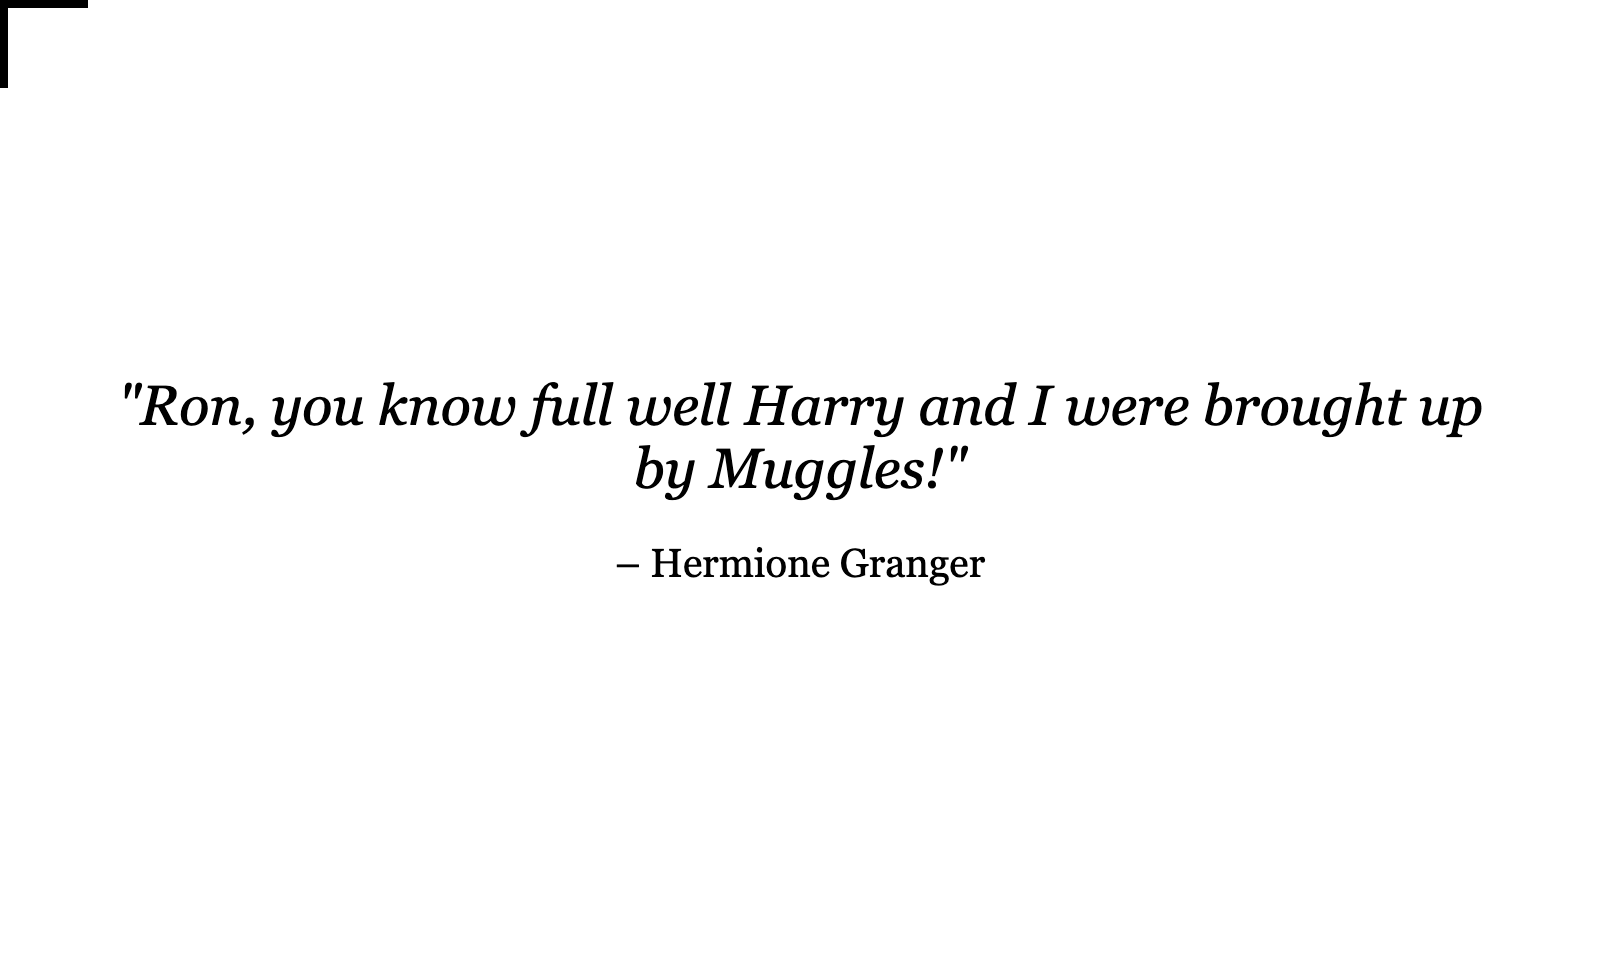 "Ron, you know full well Harry and I were brought up
by Muggles!"
– Hermione Granger